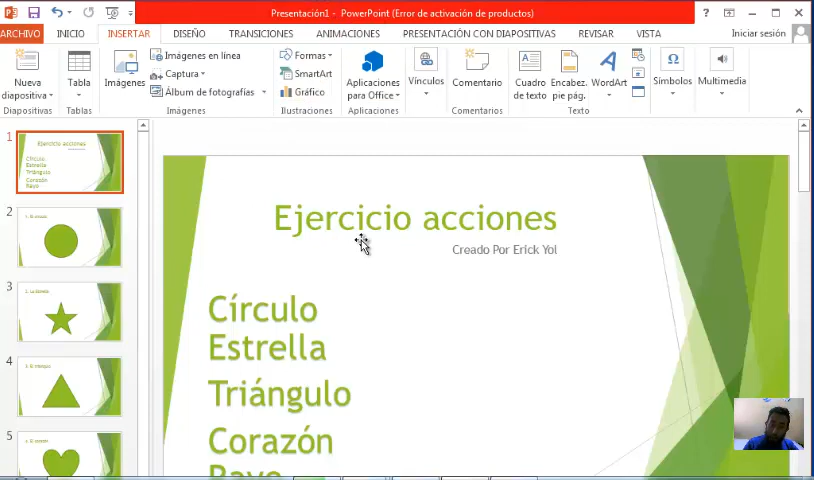 Presentación1 - PowerPoint (Error de activación de productos)
ARCHIVO INICIO INSERTAR DISEÑO TRANSICIONES ANIMACIONES PRESENTACIÓN CON DIAPOSITIVAS REVISAR VISTA Iniciar sesión
Nueva diapositiva
Diapositivas
Tabla
Tablas
Imágenes
Imágenes en línea
Captura
Álbum de fotografías
Imágenes
Formas
SmartArt
Gráfico
Ilustraciones
Aplicaciones para Office
Aplicaciones
Vínculos
Comentario
Comentarios
Cuadro de texto
Encabez. pie pág.
WordArt
Texto
Símbolos
Multimedia
1
Ejercicio acciones
Círculo
Estrella
Triángulo
Corazón
Rayo
2
3
4
5
Ejercicio acciones
Creado Por Erick Yol
Círculo
Estrella
Triángulo
Corazón
Rayo